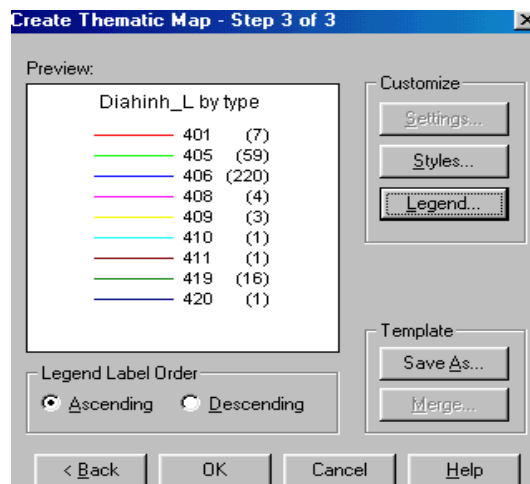 Create Thematic Map - Step 3 of 3
Preview:
Diahinh_L by type
401 (7)
405 (59)
406 (220)
408 (4)
409 (3)
410 (1)
411 (1)
419 (16)
420 (1)
Customize
Settings...
Styles...
Legend...
Legend Label Order
Ascending Descending
Template
Save As...
Merge...
< Back OK Cancel Help